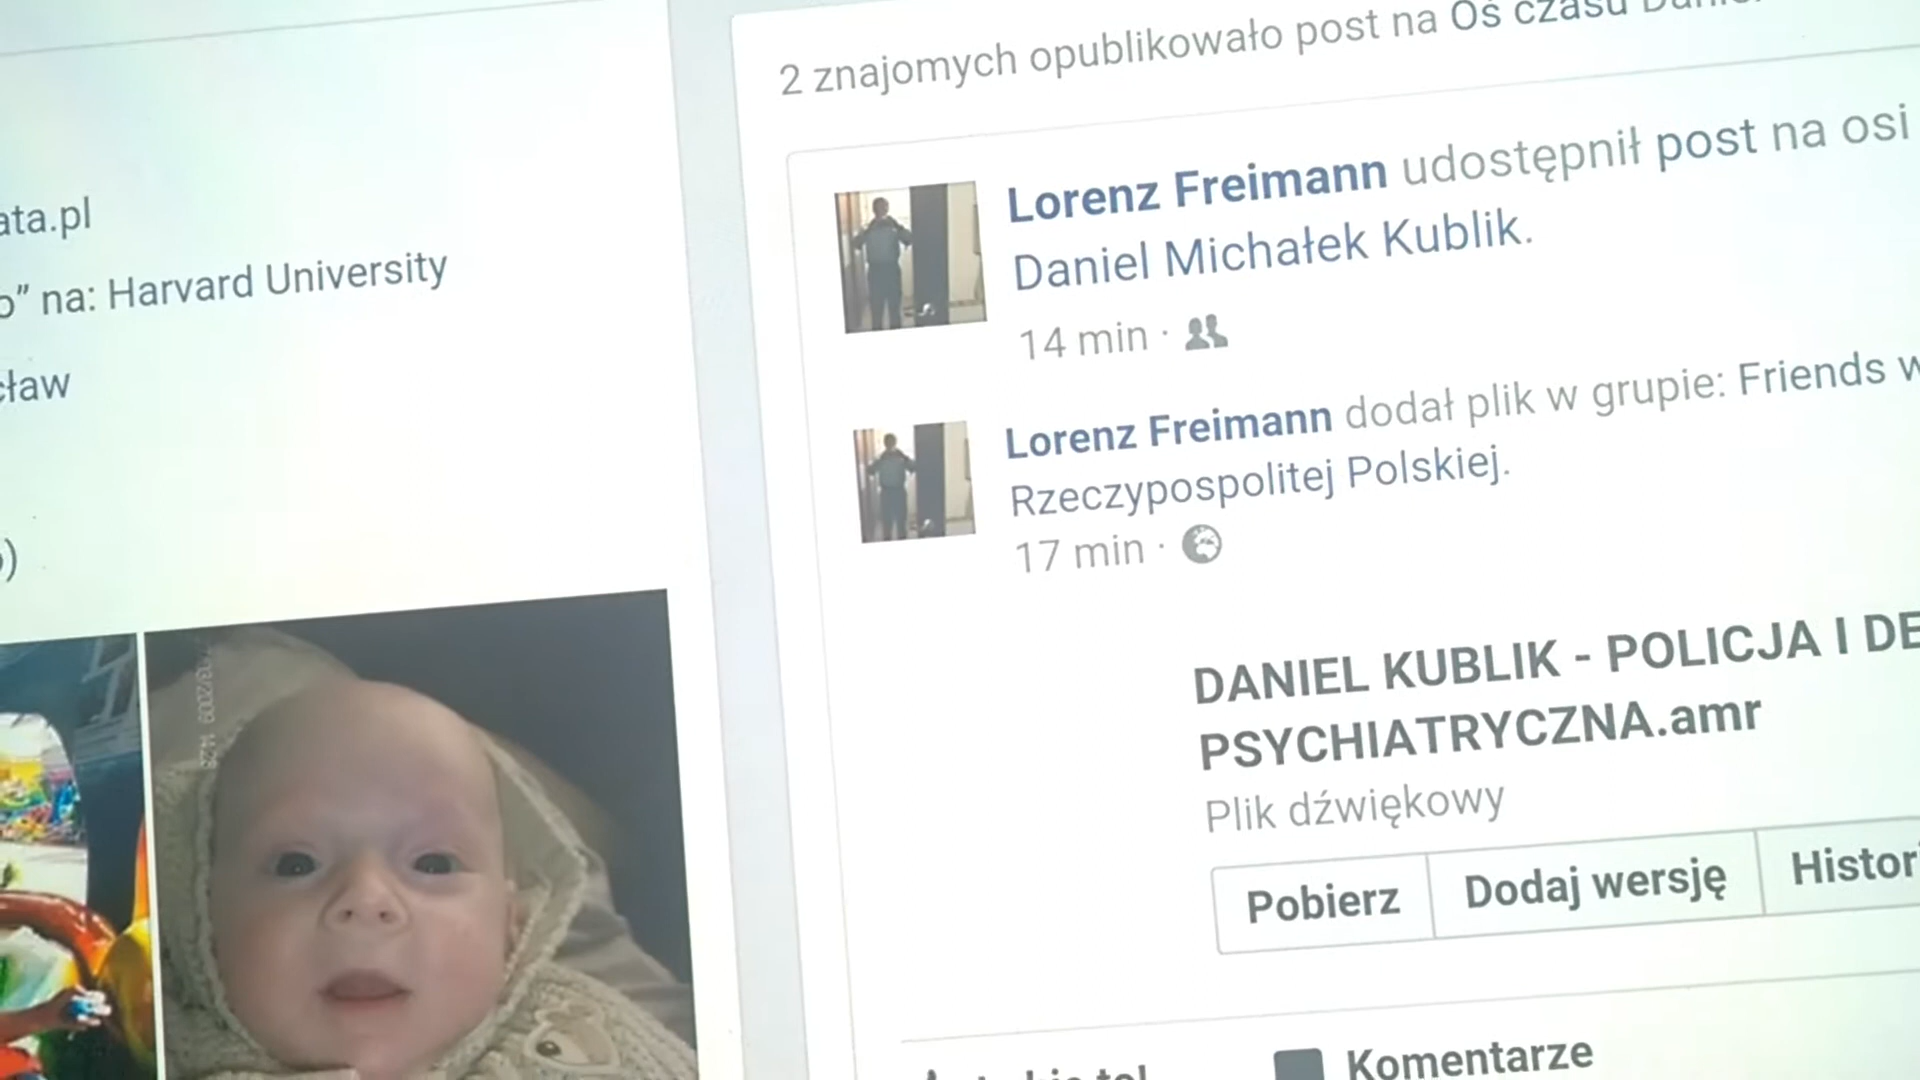 2 znajomych opublikowało post na Oś czasu
Lorenz Freimann udostępnił post na osi
Daniel Michałek Kublik.
14 min ·
Lorenz Freimann dodał plik w grupie: Friends w
Rzeczypospolitej Polskiej.
17 min ·
DANIEL KUBLIK - POLICJA I DE
PSYCHIATRYCZNA.amr
Plik dźwiękowy
Pobierz
Dodaj wersję
Histor
Komentarze
ata.pl
o” na: Harvard University
cław